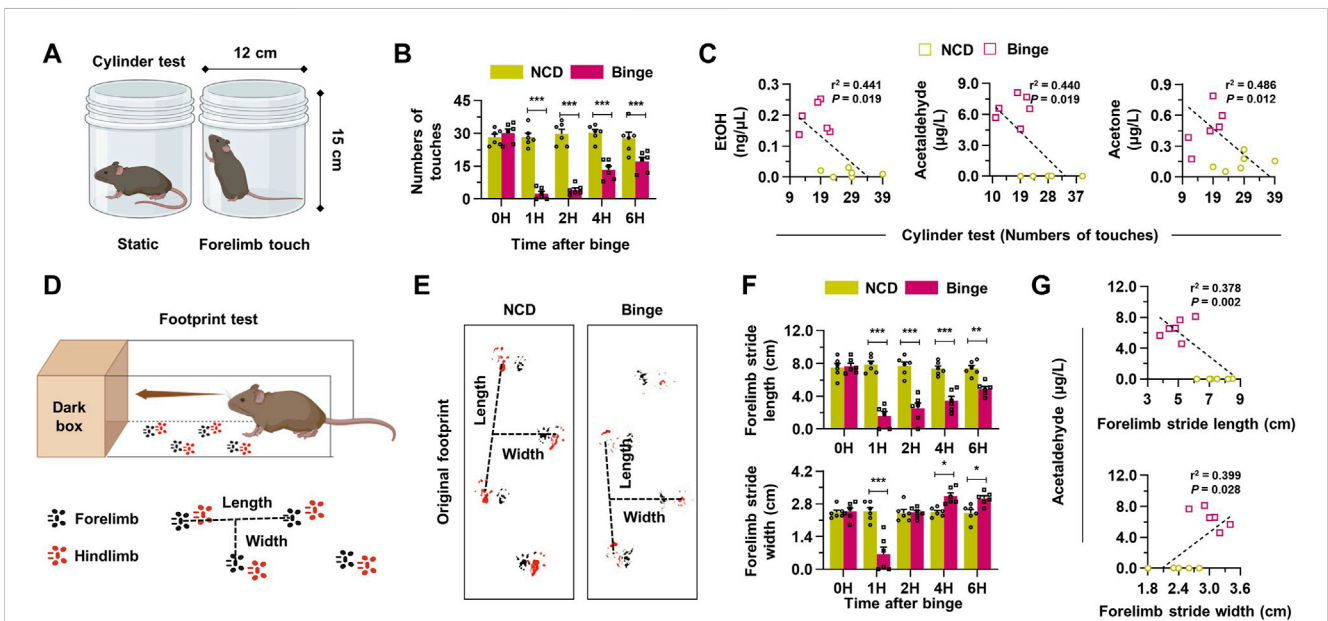 A
Cylinder test
12 cm
15 cm
Static
Forelimb touch
B
NCD
Binge
***
***
***
***
Numbers of
touches
45
30
15
0
0H
1H
2H
4H
6H
Time after binge
C
NCD
Binge
EtOH
(ng/µL)
0.3
0.2
0.1
0.0
r² = 0.441
P = 0.019
9
19
29
39
Acetaldehyde
(µg/L)
9.0
6.0
3.0
0.0
r² = 0.440
P = 0.019
10
19
28
37
Acetone
(µg/L)
0.9
0.6
0.3
0.0
r² = 0.486
P = 0.012
9
19
29
39
Cylinder test (Numbers of touches)
D
Footprint test
Dark
box
Forelimb
Hindlimb
Length
Width
E
NCD
Binge
Original footprint
Length
Width
Length
Width
F
NCD
Binge
Forelimb stride
length (cm)
12.0
8.0
4.0
0.0
***
***
***
**
Forelimb stride
width (cm)
4.2
2.8
1.4
0.0
***
*
*
0H
1H
2H
4H
6H
Time after binge
G
Acetaldehyde (µg/L)
12.0
8.0
4.0
0.0
r² = 0.378
P = 0.002
3
5
7
9
Forelimb stride length (cm)
12.0
8.0
4.0
0.0
r² = 0.399
P = 0.028
1.8
2.4
3.0
3.6
Forelimb stride width (cm)